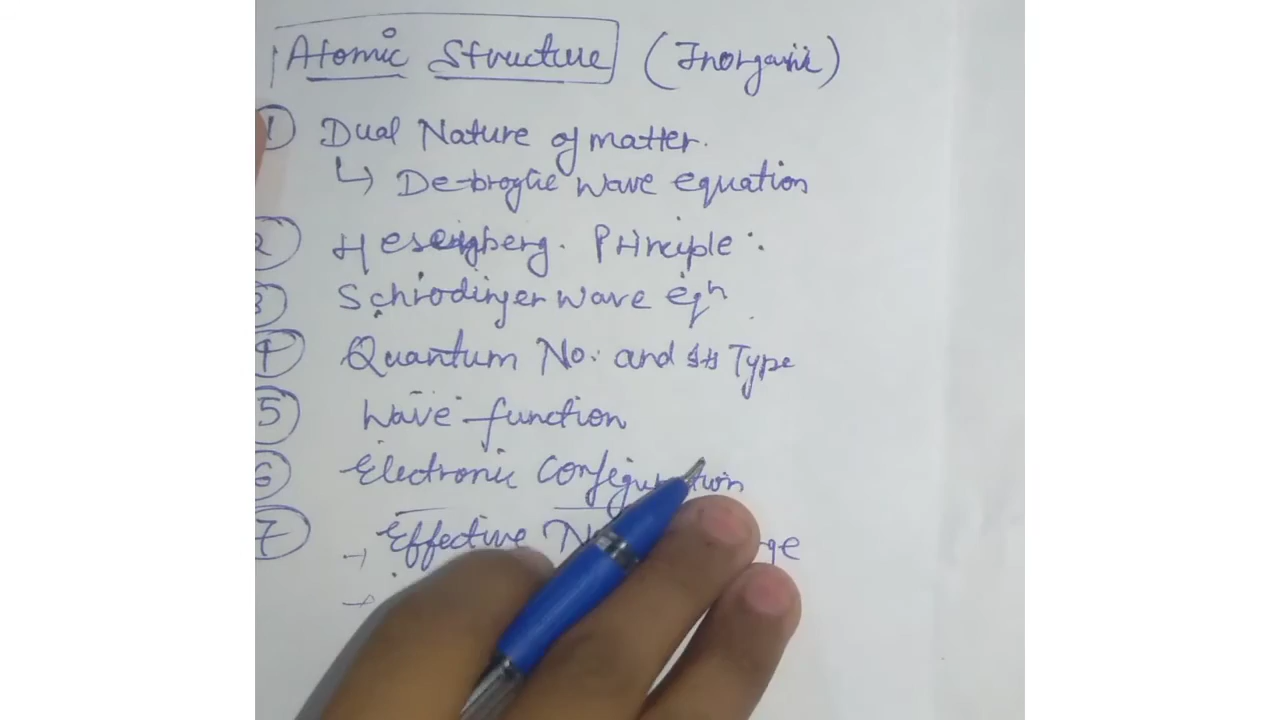 Atomic Structure (Inorganic)
1 Dual Nature of matter.
↳ De-broglie wave equation
2 Hesengberg. Principle :
3 Schrodinger wave eqn
4 Quantum No. and its Type
5 Wave function
6 Electronic Configuration
7 → Effective